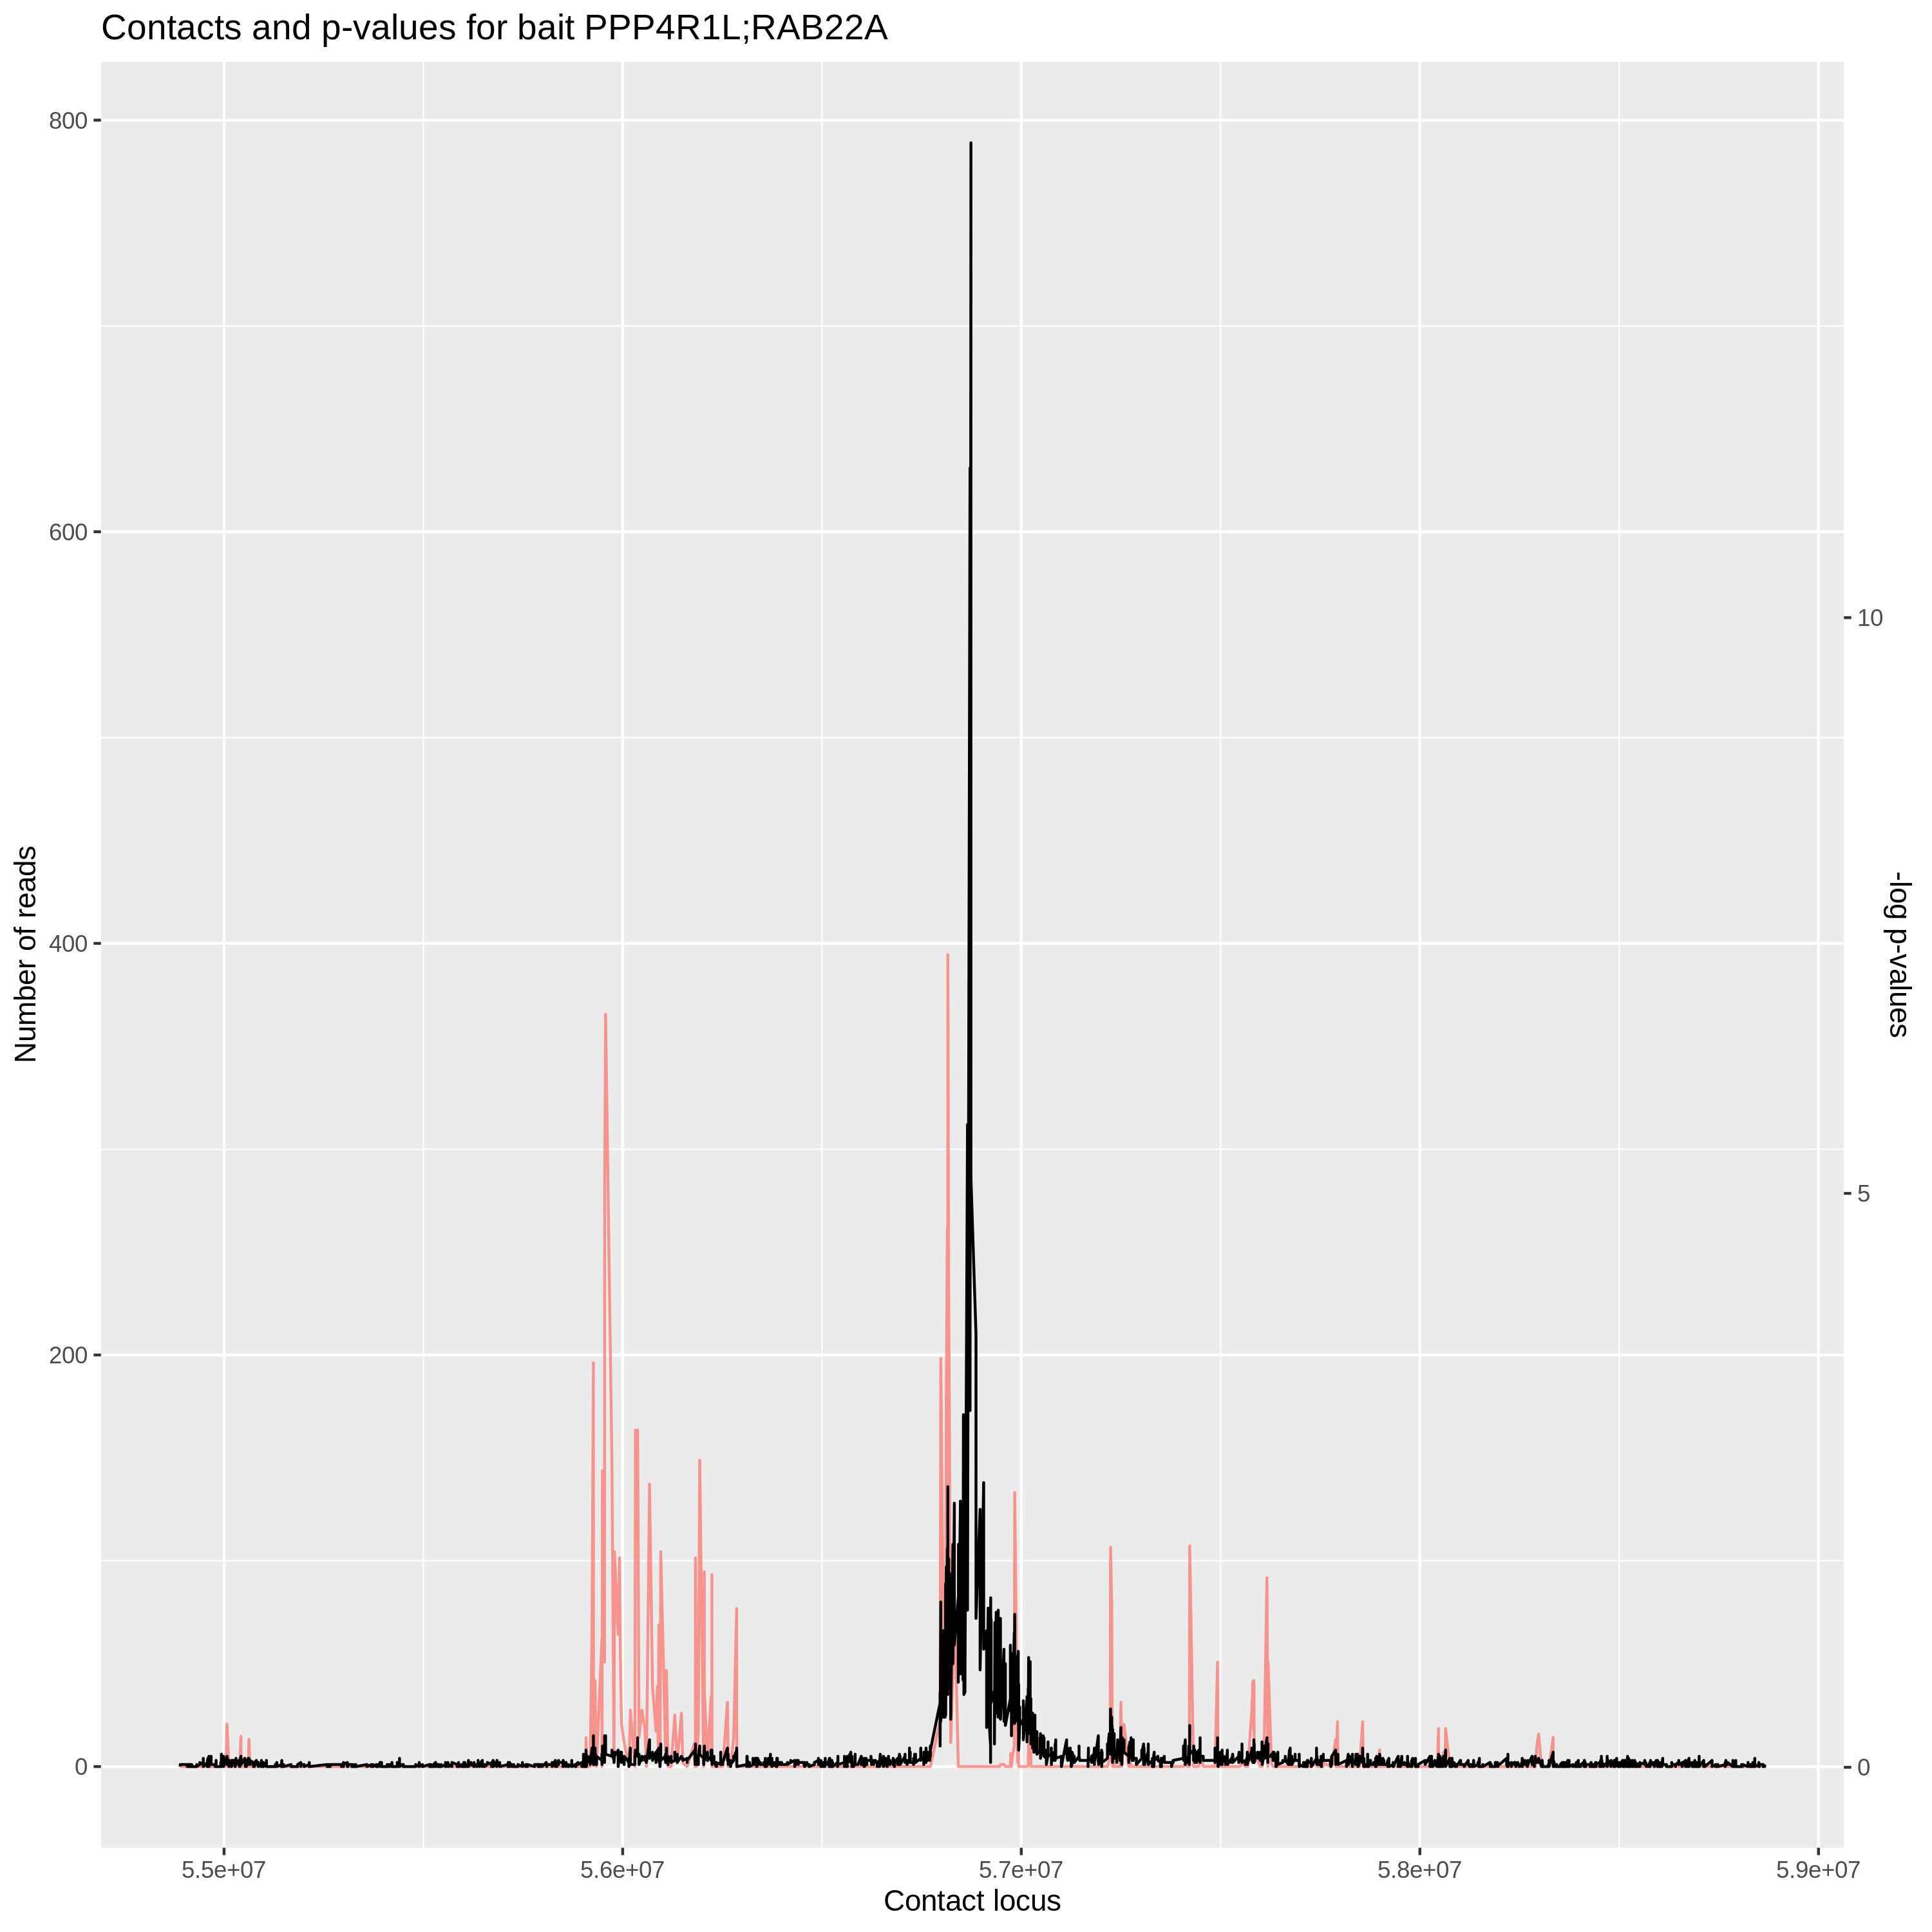 Contacts and p-values for bait PPP4R1L;RAB22A
800
600
400
200
0
Number of reads
10
5
0
-log p-values
5.5e+07
5.6e+07
5.7e+07
5.8e+07
5.9e+07
Contact locus